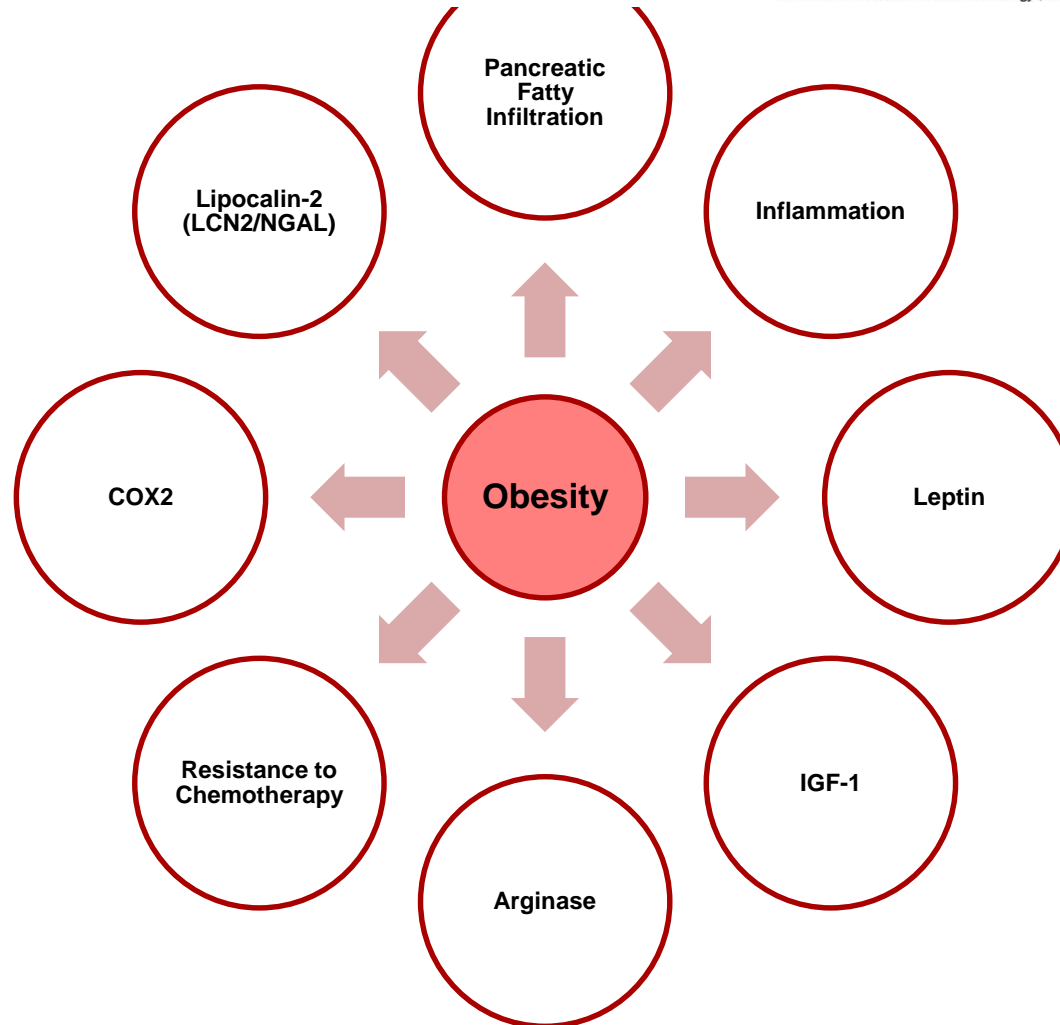 Pancreatic
Fatty
Infiltration
Lipocalin-2
(LCN2/NGAL)
Inflammation
COX2
Obesity
Leptin
Resistance to
Chemotherapy
IGF-1
Arginase